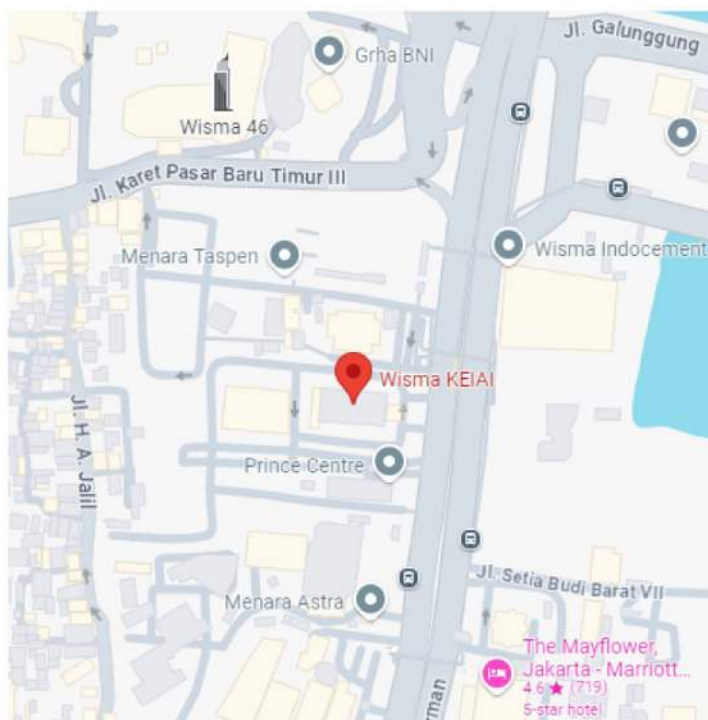 Jl. Galunggung
Grha BNI
Wisma 46
Jl. Karet Pasar Baru Timur III
Menara Taspen
Wisma Indocement
Wisma KEIAI
Jl. H. A. Jalil
Prince Centre
Jl. Setia Budi Barat VII
Menara Astra
The Mayflower,
Jakarta - Marriott...
4.6 ★ (719)
5-star hotel
rman